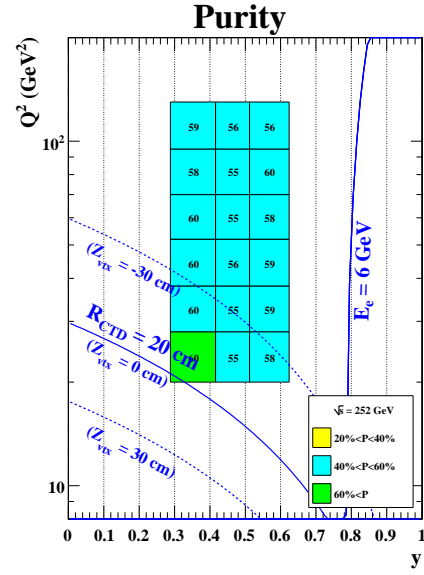 Purity
Q² (GeV²)
10²
10
59 56 56
58 55 60
60 55 58
60 56 59
60 55 59
55 58
(Z_vtx = -30 cm)
R_CTD = 20 cm
(Z_vtx = 0 cm)
(Z_vtx = 30 cm)
E_e = 6 GeV
√s = 252 GeV
20%<P<40%
40%<P<60%
60%<P
0 0.1 0.2 0.3 0.4 0.5 0.6 0.7 0.8 0.9 1
y